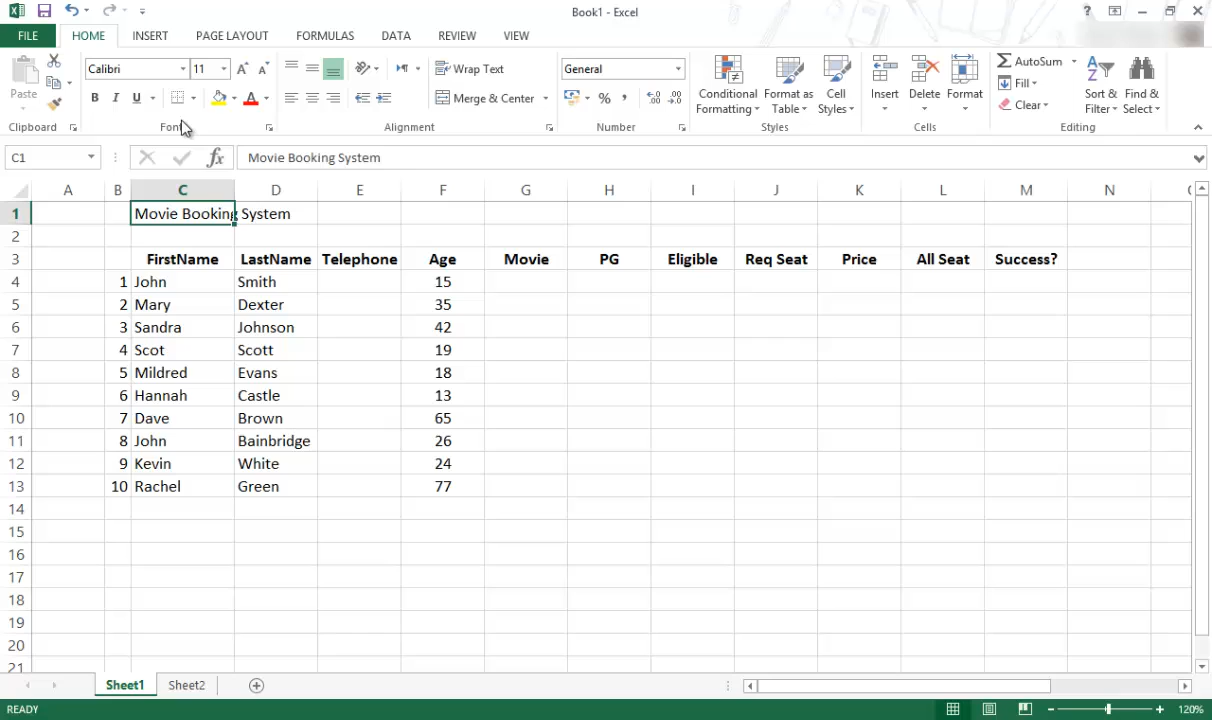 Book1 - Excel
?
FILE HOME INSERT PAGE LAYOUT FORMULAS DATA REVIEW VIEW
Calibri 11 Wrap Text General AutoSum
Paste Conditional Formatting Format as Table Cell Styles Insert Delete Format Fill Sort & Filter Find & Select
B I U Merge & Center % , Clear
Clipboard Font Alignment Number Styles Cells Editing
C1 fx Movie Booking System
A B C D E F G H I J K L M N
1 Movie Booking System
2
3 FirstName LastName Telephone Age Movie PG Eligible Req Seat Price All Seat Success?
4 1 John Smith 15
5 2 Mary Dexter 35
6 3 Sandra Johnson 42
7 4 Scot Scott 19
8 5 Mildred Evans 18
9 6 Hannah Castle 13
10 7 Dave Brown 65
11 8 John Bainbridge 26
12 9 Kevin White 24
13 10 Rachel Green 77
14
15
16
17
18
19
20
21
Sheet1 Sheet2
READY 120%